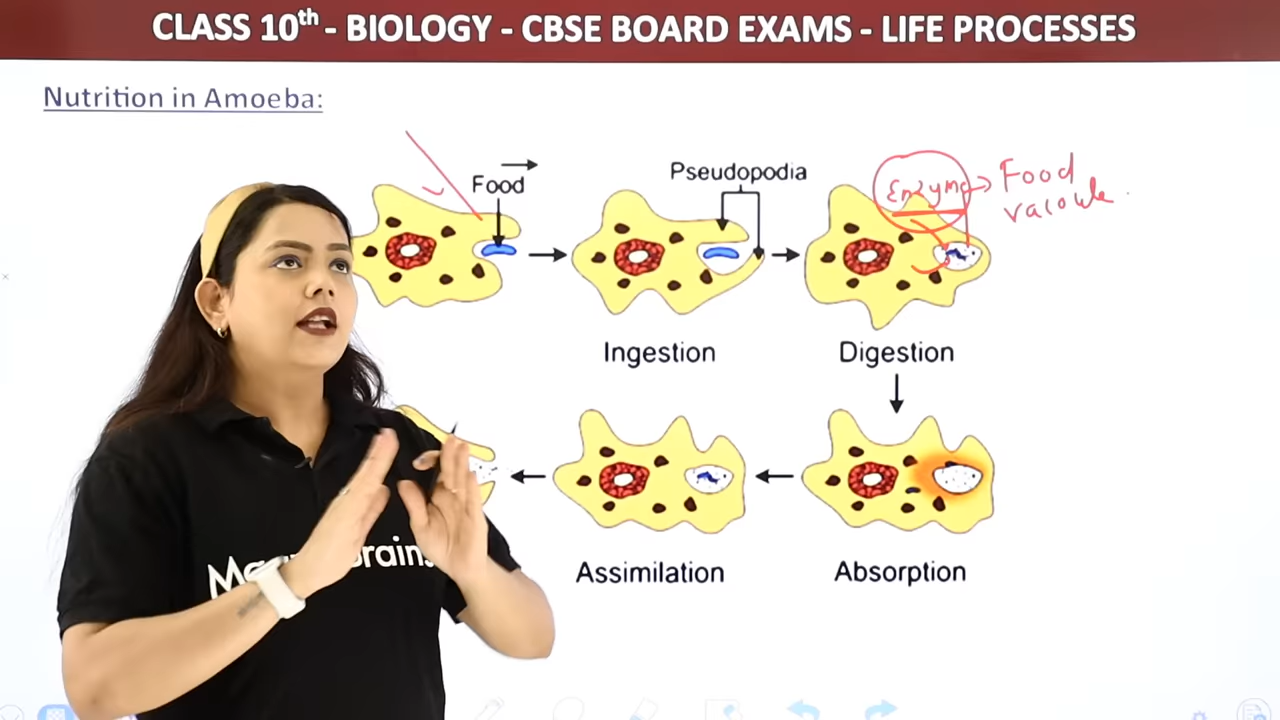 CLASS 10th - BIOLOGY - CBSE BOARD EXAMS - LIFE PROCESSES
Nutrition in Amoeba:
Food
Pseudopodia
Enzyme
Food
vacoule
Ingestion
Digestion
Assimilation
Absorption